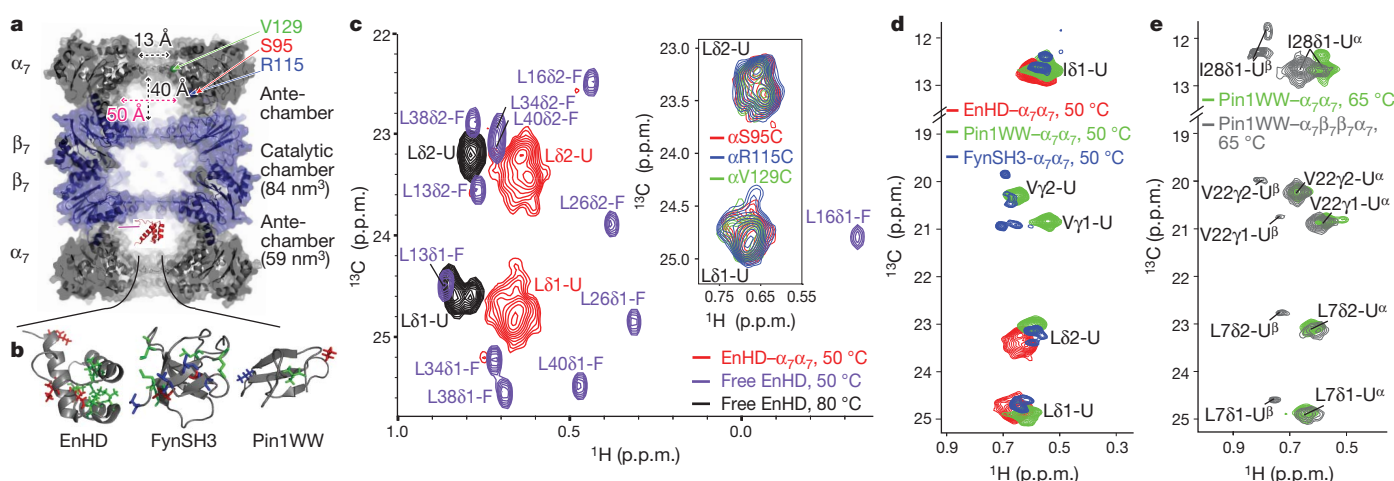 a
V129
S95
R115
13 Å
α7
40 Å
50 Å
Ante-
chamber
β7
β7
Catalytic
chamber
(84 nm³)
Ante-
chamber
(59 nm³)
α7
b
EnHD
FynSH3
Pin1WW
c
22
23
24
25
¹³C (p.p.m.)
1.0
0.5
0.0
¹H (p.p.m.)
L16δ2-F
L34δ2-F
L38δ2-F
L40δ2-F
Lδ2-U
Lδ2-U
L13δ2-F
L26δ2-F
L13δ1-F
Lδ1-U
Lδ1-U
L26δ1-F
L34δ1-F
L40δ1-F
L38δ1-F
L16δ1-F
EnHD–α7α7, 50 °C
Free EnHD, 50 °C
Free EnHD, 80 °C
23.0
23.5
24.5
25.0
¹³C (p.p.m.)
Lδ2-U
αS95C
αR115C
αV129C
Lδ1-U
0.75
0.65
0.55
¹H (p.p.m.)
d
12
13
19
20
21
22
23
24
25
¹³C (p.p.m.)
Iδ1-U
EnHD–α7α7, 50 °C
Pin1WW–α7α7, 50 °C
FynSH3-α7α7, 50 °C
Vγ2-U
Vγ1-U
Lδ2-U
Lδ1-U
0.9
0.7
0.5
0.3
¹H (p.p.m.)
e
12
13
19
20
21
22
23
24
25
¹³C (p.p.m.)
I28δ1-Uα
I28δ1-Uβ
Pin1WW–α7α7, 65 °C
Pin1WW–α7β7β7α7,
65 °C
V22γ2-Uβ
V22γ2-Uα
V22γ1-Uα
V22γ1-Uβ
L7δ2-Uα
L7δ2-Uβ
L7δ1-Uα
L7δ1-Uβ
0.9
0.7
0.5
¹H (p.p.m.)